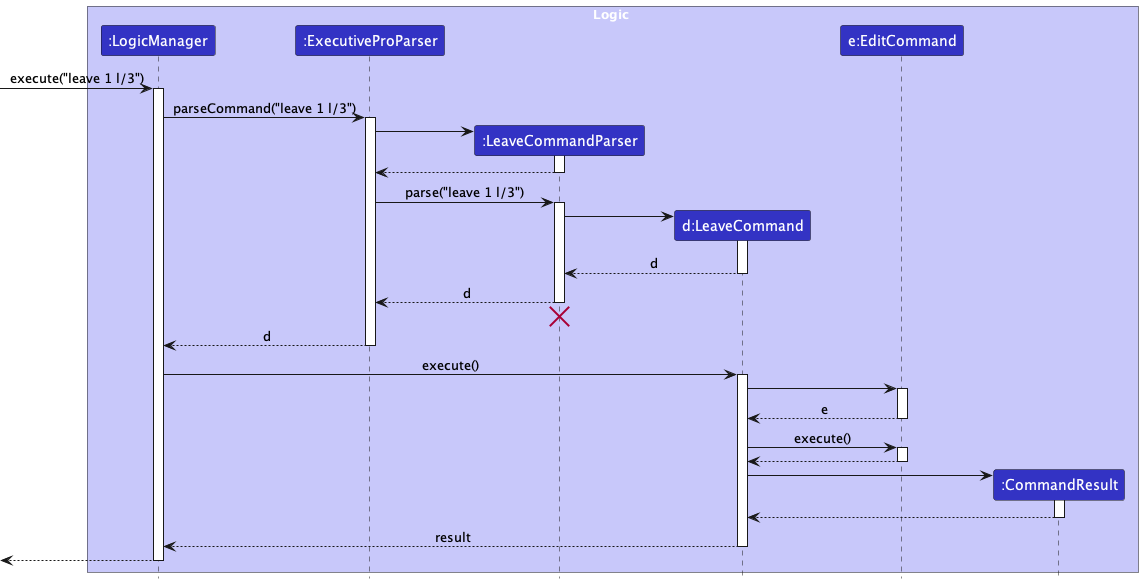 Logic
:LogicManager
:ExecutiveProParser
e:EditCommand
execute("leave 1 l/3")
parseCommand("leave 1 l/3")
:LeaveCommandParser
parse("leave 1 l/3")
d:LeaveCommand
d
d
d
execute()
e
execute()
:CommandResult
result